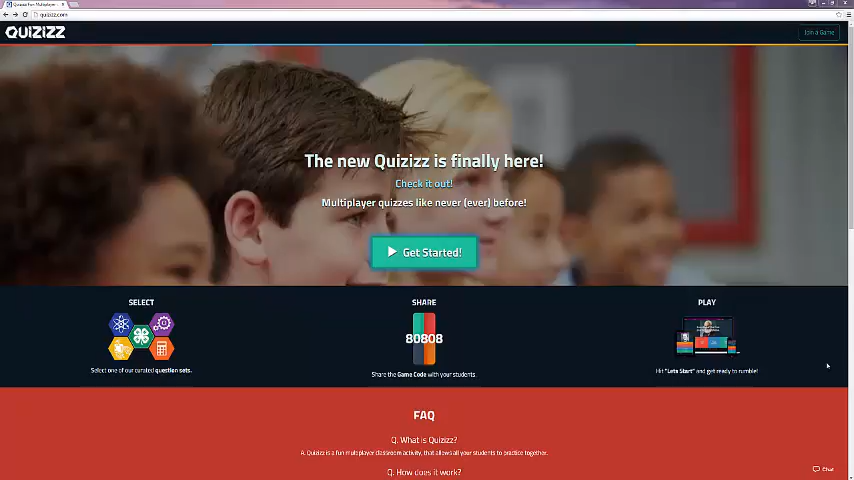 Quizizz: Fun Multiplayer
quizizz.com
QUIZIZZ
Join a Game
The new Quizizz is finally here!
Check it out!
Multiplayer quizzes like never (ever) before!
Get Started!
SELECT
SHARE
PLAY
80808
Select one of our curated question sets.
Share the Game Code with your students.
Hit "Lets Start" and get ready to rumble!
FAQ
Q. What is Quizizz?
A. Quizizz is a fun multiplayer classroom activity, that allows all your students to practice together.
Q. How does it work?
Chat